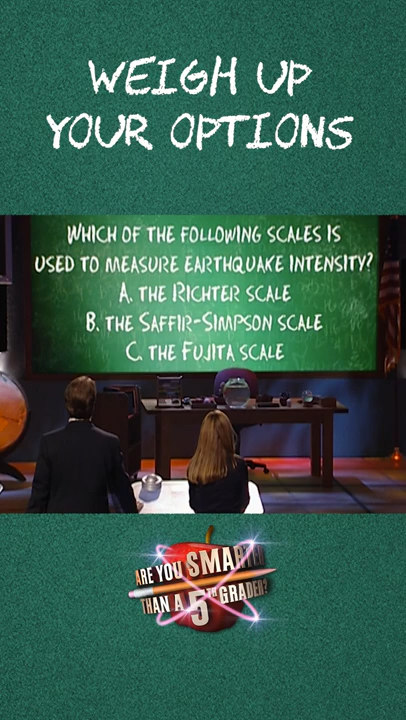 WEIGH UP
YOUR OPTIONS
WHICH OF THE FOLLOWING SCALES IS
USED TO MEASURE EARTHQUAKE INTENSITY?
A. THE RICHTER SCALE
B. THE SAFFIR-SIMPSON SCALE
C. THE FUJITA SCALE
ARE YOU SMARTER
THAN A 5TH GRADER?